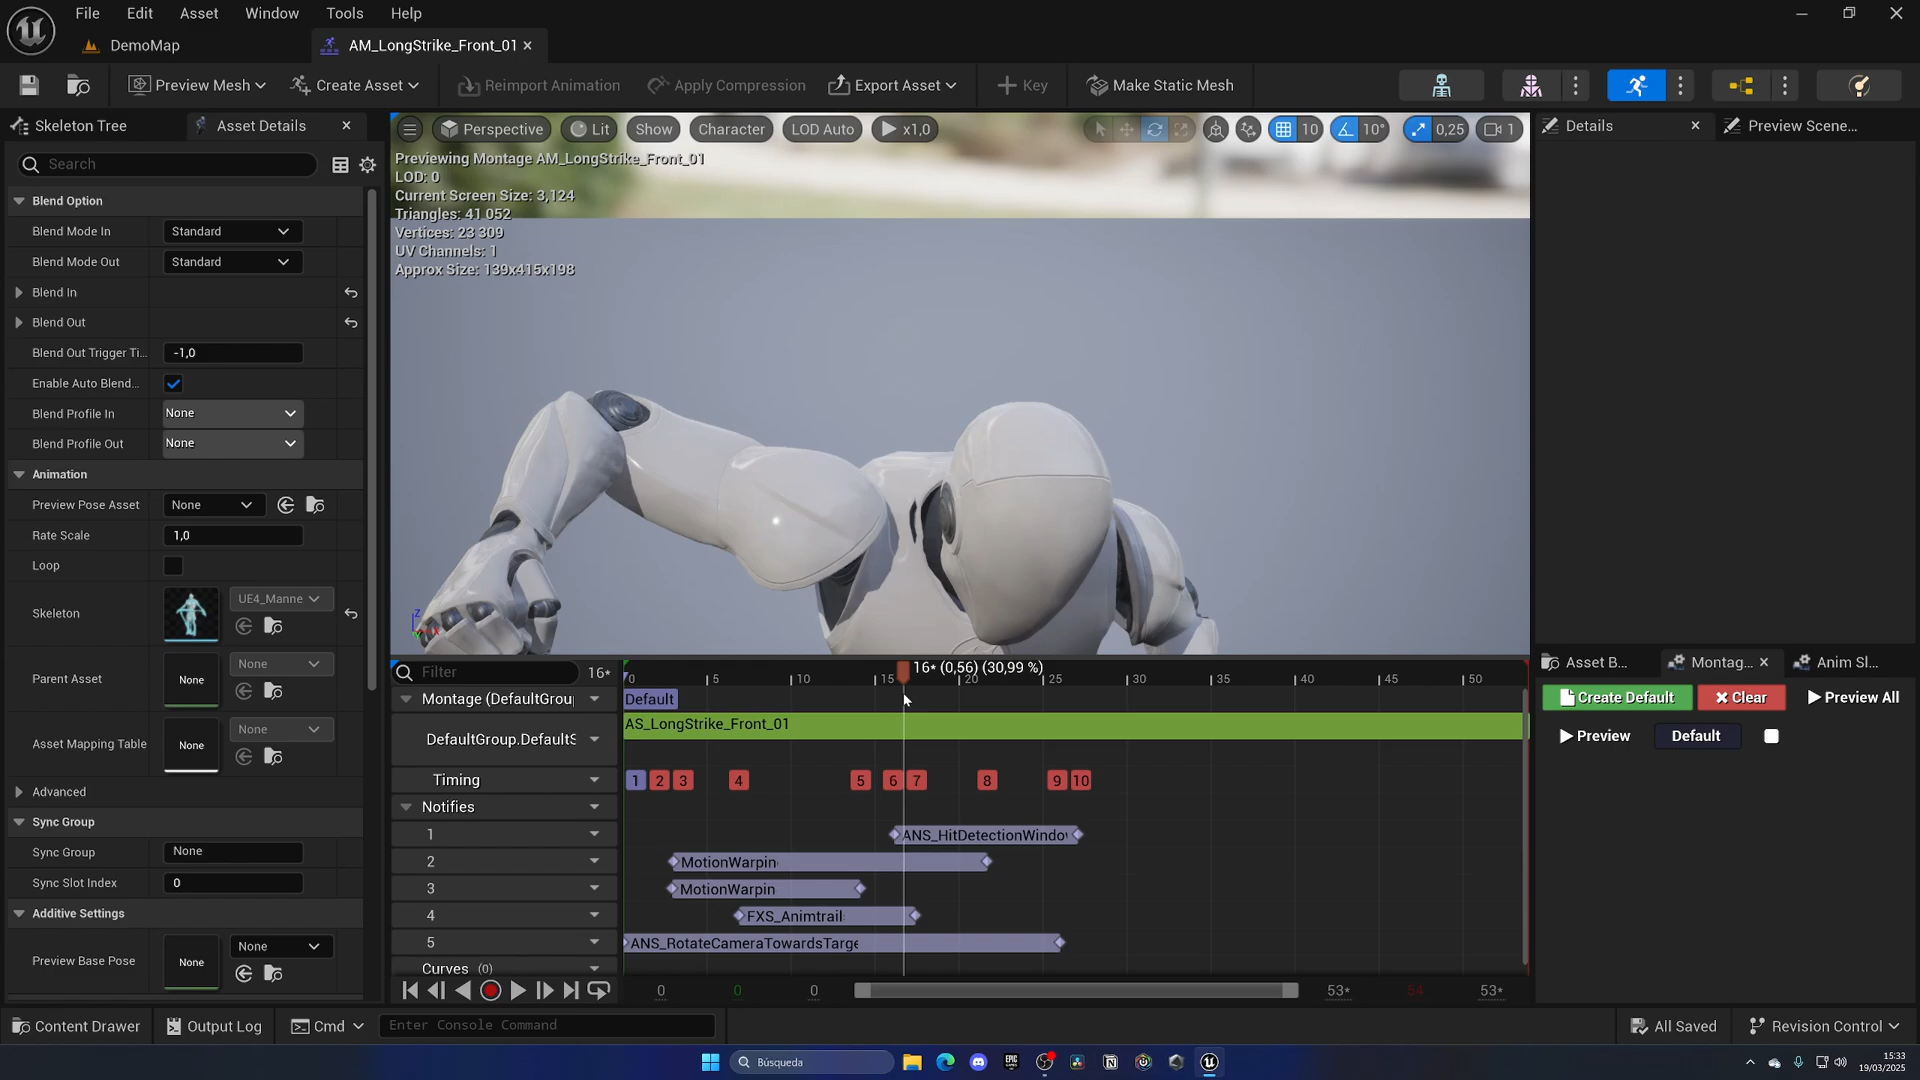 File Edit Asset Window Tools Help
DemoMap
AM_LongStrike_Front_01
Preview Mesh
Create Asset
Reimport Animation
Apply Compression
Export Asset
Key
Make Static Mesh
Skeleton Tree
Asset Details
Search
Blend Option
Blend Mode In Standard
Blend Mode Out Standard
Blend In
Blend Out
Blend Out Trigger Ti... -1,0
Enable Auto Blend...
Blend Profile In None
Blend Profile Out None
Animation
Preview Pose Asset None
Rate Scale 1,0
Loop
Skeleton UE4_Manne
Parent Asset None None
Asset Mapping Table None None
Advanced
Sync Group
Sync Group None
Sync Slot Index 0
Additive Settings
Preview Base Pose None None
Perspective Lit Show Character LOD Auto x1,0 10 10° 0,25 1
Previewing Montage AM_LongStrike_Front_01
LOD: 0
Current Screen Size: 3,124
Triangles: 41 052
Vertices: 23 309
UV Channels: 1
Approx Size: 139x415x198
Z
Y X
Filter 16*
16* (0,56) (30,99 %)
0 5 10 15 20 25 30 35 40 45 50
Montage (DefaultGrou
Default
AS_LongStrike_Front_01
DefaultGroup.DefaultS
Timing 1 2 3 4 5 6 7 8 9 10
Notifies
1 ANS_HitDetectionWindo
2 MotionWarpin
3 MotionWarpin
4 FXS_Animtrail
5 ANS_RotateCameraTowardsTarge
Curves (0)
0 0 0 53* 54 53*
Details
Preview Scene...
Asset B...
Montag...
Anim Sl...
Create Default
Clear
Preview All
Preview
Default
Content Drawer
Output Log
Cmd
Enter Console Command
All Saved
Revision Control
Búsqueda
EPIC
15:33
19/03/2025